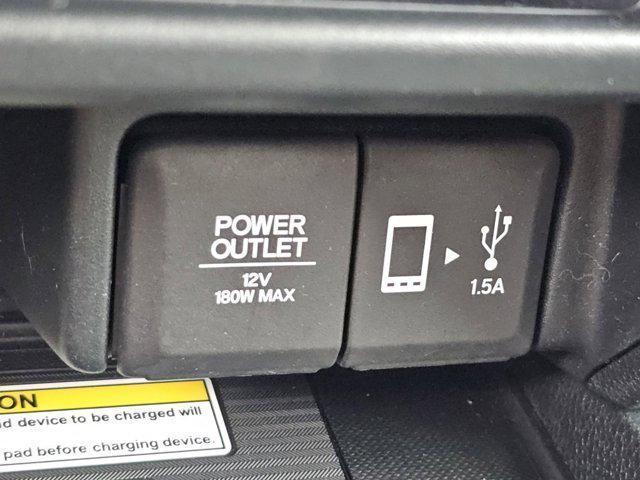 POWER
OUTLET
12V
180W MAX
1.5A
ON
device to be charged will
pad before charging device.